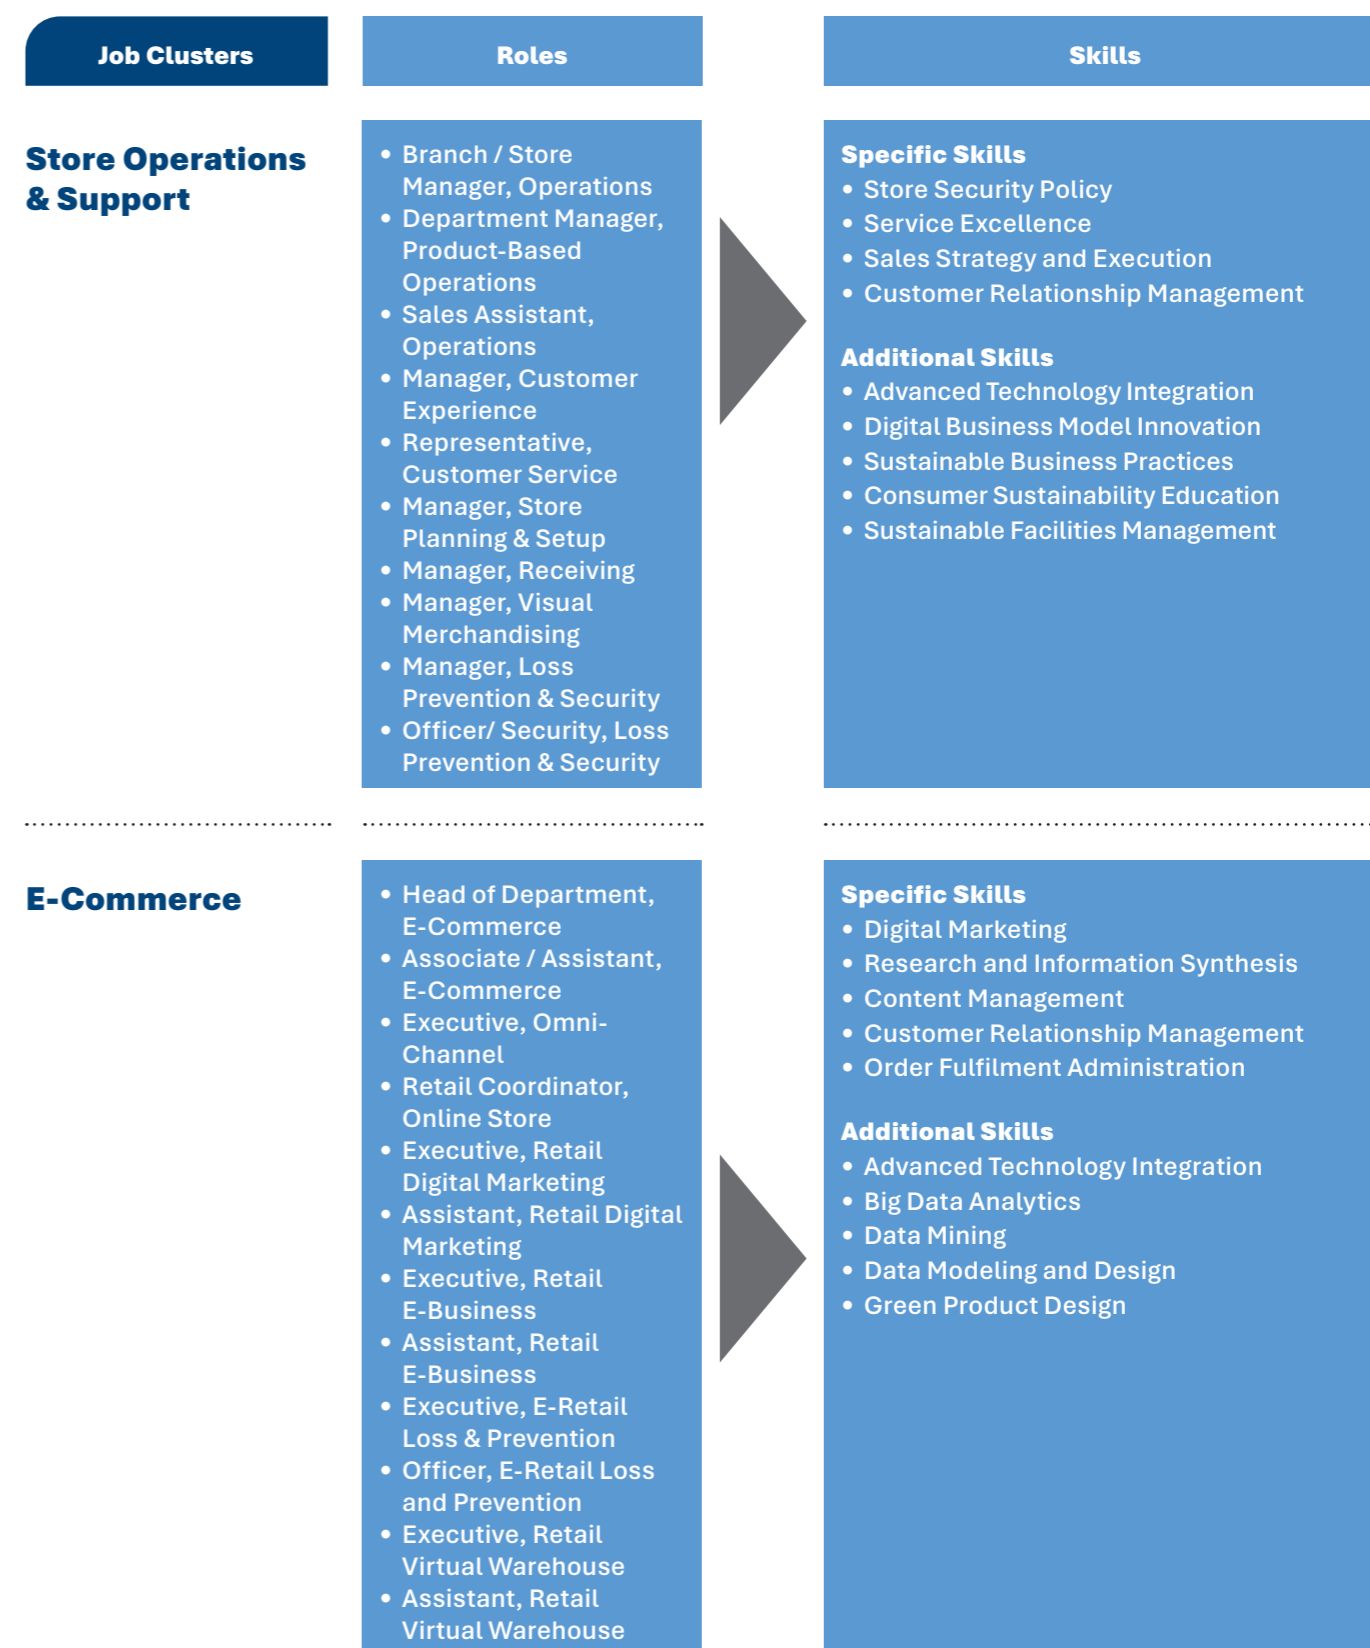 Job Clusters
Roles
Skills
Store Operations
& Support
• Branch / Store
Manager, Operations
• Department Manager,
Product-Based
Operations
• Sales Assistant,
Operations
• Manager, Customer
Experience
• Representative,
Customer Service
• Manager, Store
Planning & Setup
• Manager, Receiving
• Manager, Visual
Merchandising
• Manager, Loss
Prevention & Security
• Officer/ Security, Loss
Prevention & Security
Specific Skills
• Store Security Policy
• Service Excellence
• Sales Strategy and Execution
• Customer Relationship Management
Additional Skills
• Advanced Technology Integration
• Digital Business Model Innovation
• Sustainable Business Practices
• Consumer Sustainability Education
• Sustainable Facilities Management
E-Commerce
• Head of Department,
E-Commerce
• Associate / Assistant,
E-Commerce
• Executive, Omni-
Channel
• Retail Coordinator,
Online Store
• Executive, Retail
Digital Marketing
• Assistant, Retail Digital
Marketing
• Executive, Retail
E-Business
• Assistant, Retail
E-Business
• Executive, E-Retail
Loss & Prevention
• Officer, E-Retail Loss
and Prevention
• Executive, Retail
Virtual Warehouse
• Assistant, Retail
Virtual Warehouse
Specific Skills
• Digital Marketing
• Research and Information Synthesis
• Content Management
• Customer Relationship Management
• Order Fulfilment Administration
Additional Skills
• Advanced Technology Integration
• Big Data Analytics
• Data Mining
• Data Modeling and Design
• Green Product Design